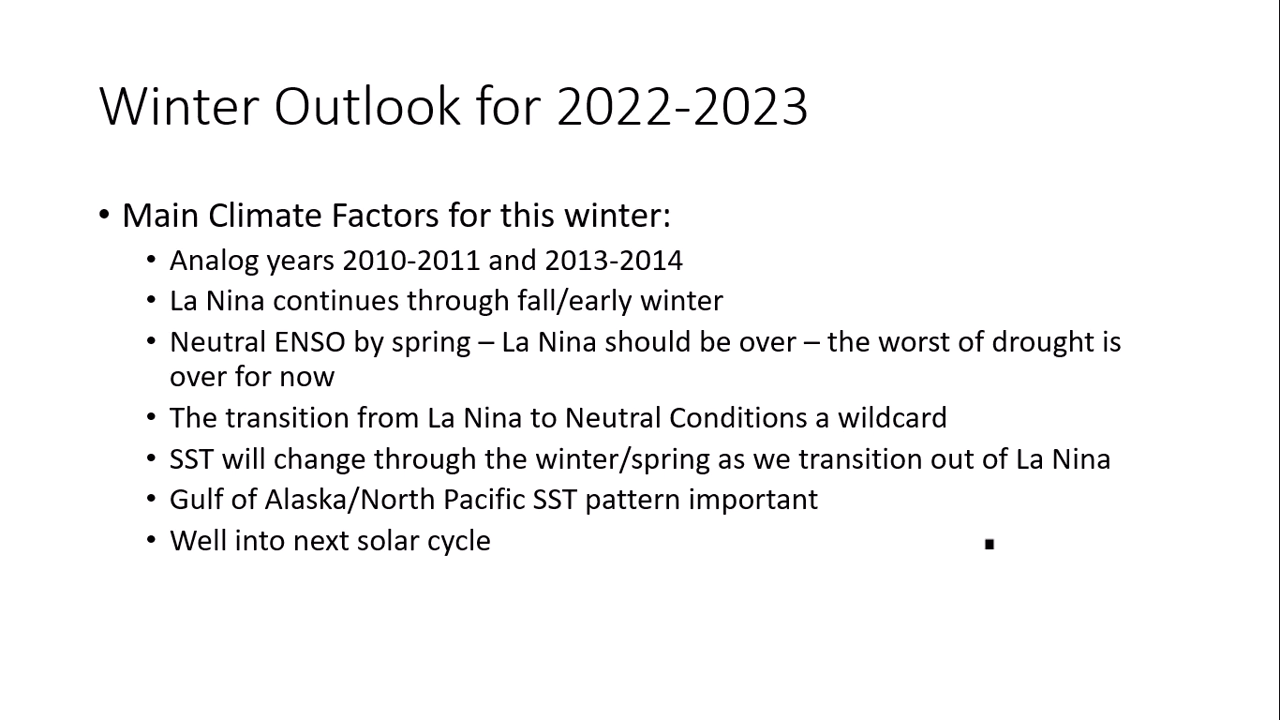 Winter Outlook for 2022-2023
• Main Climate Factors for this winter:
• Analog years 2010-2011 and 2013-2014
• La Nina continues through fall/early winter
• Neutral ENSO by spring – La Nina should be over – the worst of drought is
over for now
• The transition from La Nina to Neutral Conditions a wildcard
• SST will change through the winter/spring as we transition out of La Nina
• Gulf of Alaska/North Pacific SST pattern important
• Well into next solar cycle